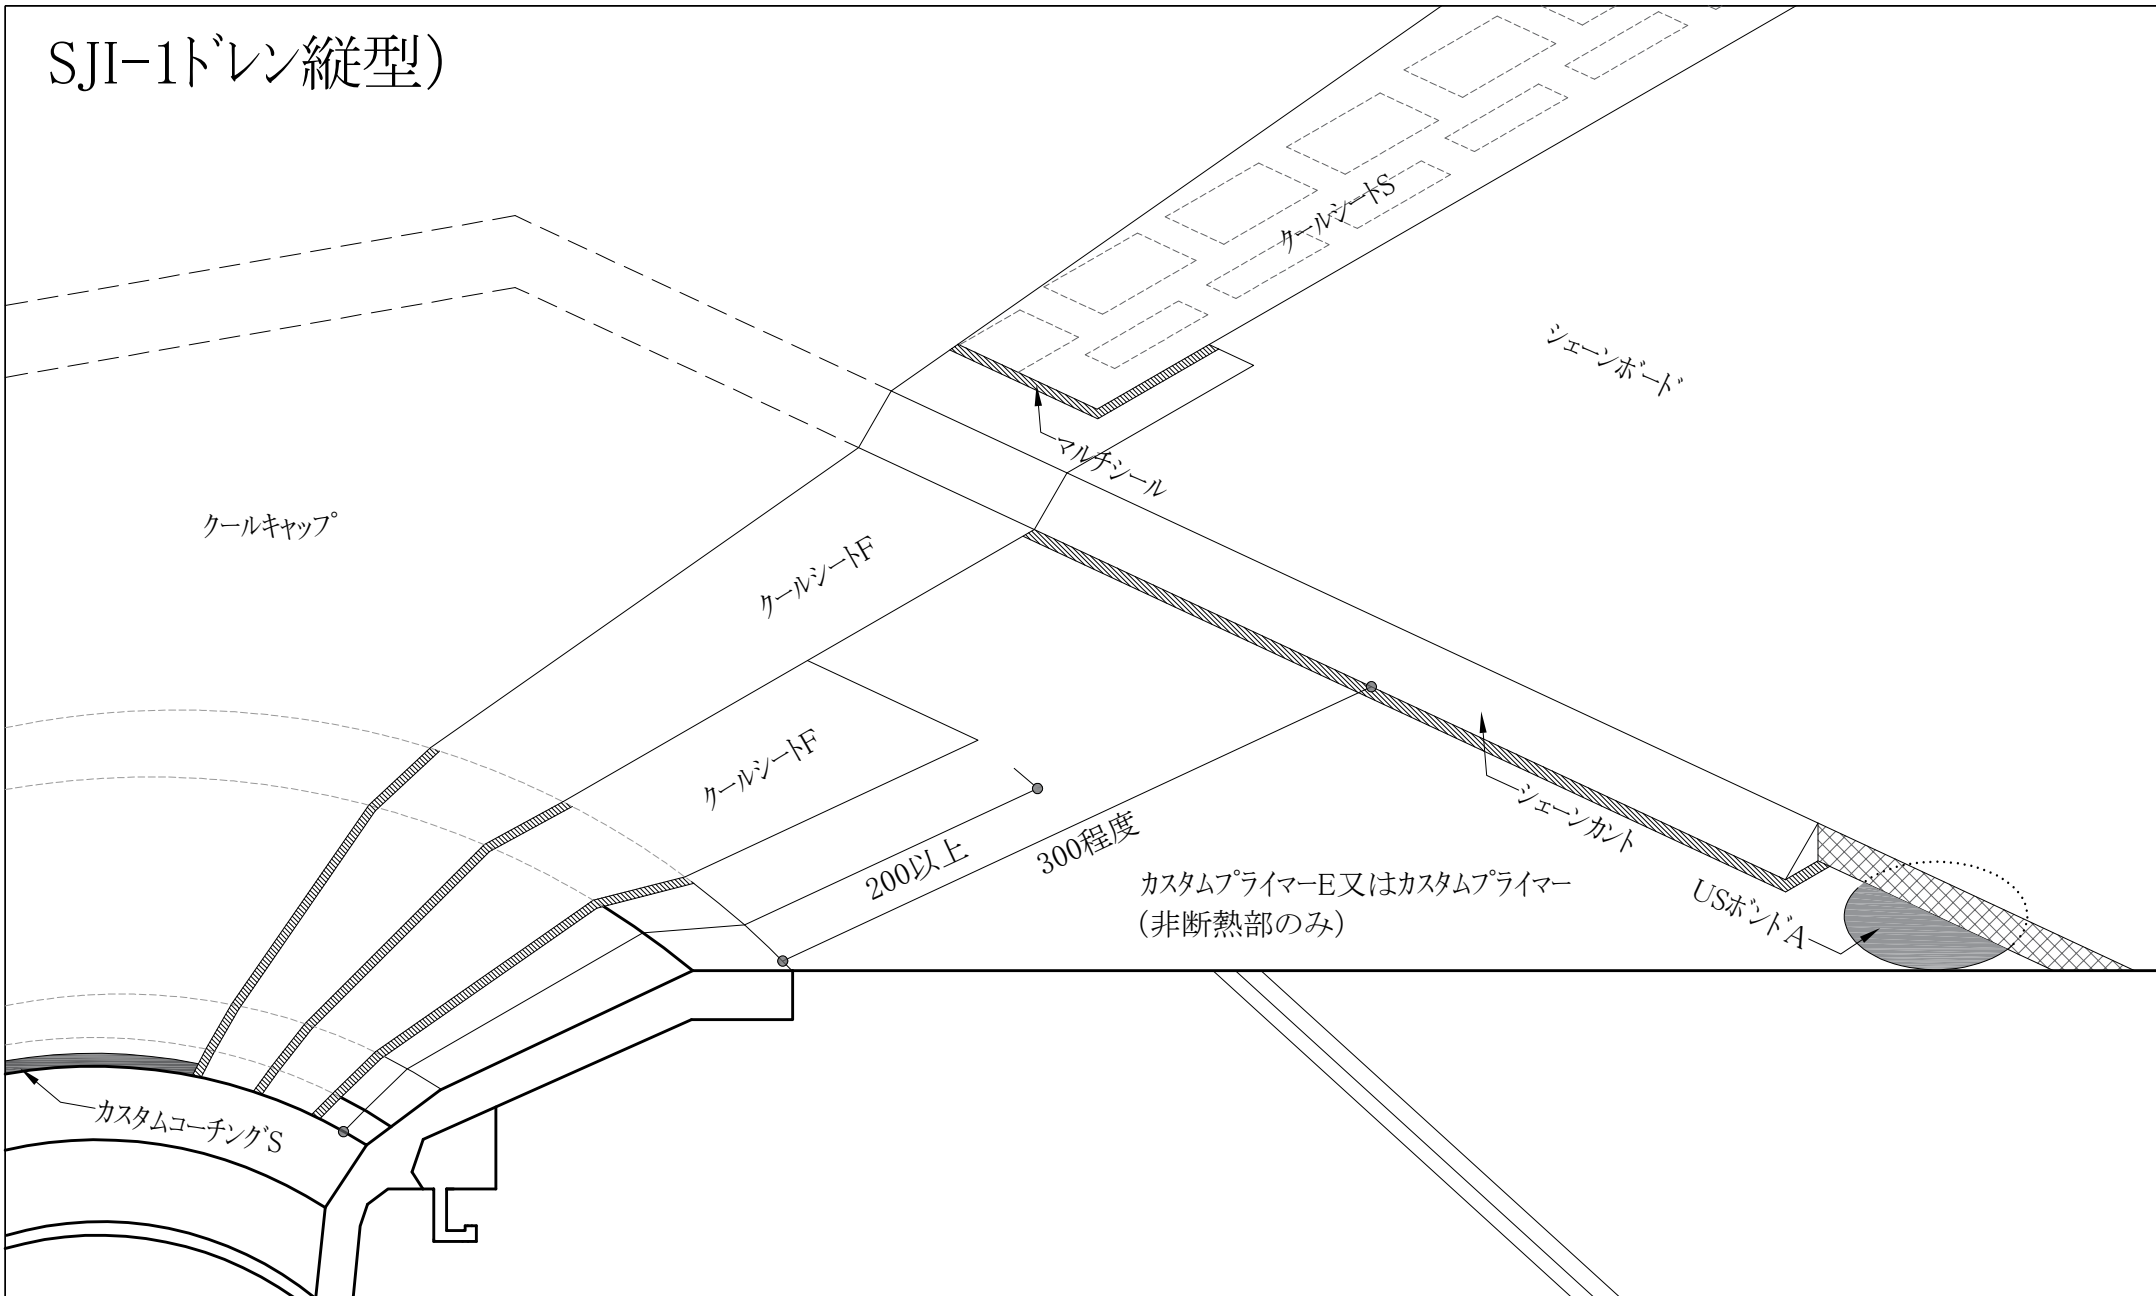 SJI-1ドレン縦型)
クールシートS
シェーンボード
マルチシール
クールキャップ
クールシートF
クールシートF
シェーンカント
300程度
200以上
カスタムプライマーE又はカスタムプライマー
(非断熱部のみ)
USボンドA
カスタムコーチングS